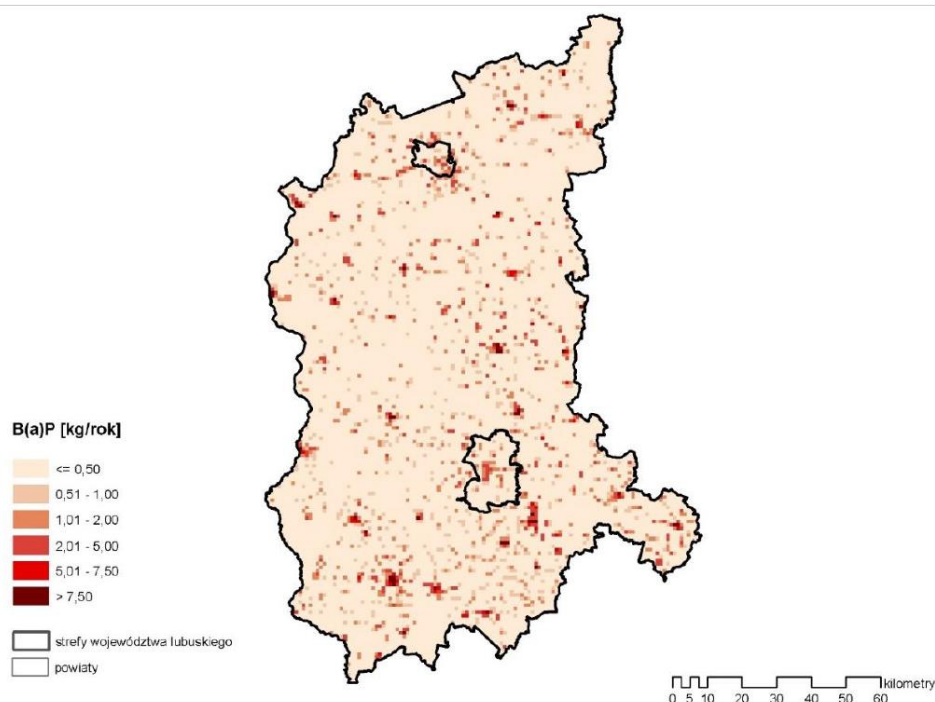 B(a)P [kg/rok]
<= 0,50
0,51 - 1,00
1,01 - 2,00
2,01 - 5,00
5,01 - 7,50
> 7,50
strefy województwa lubuskiego
powiaty
kilometry
0 5 10 20 30 40 50 60